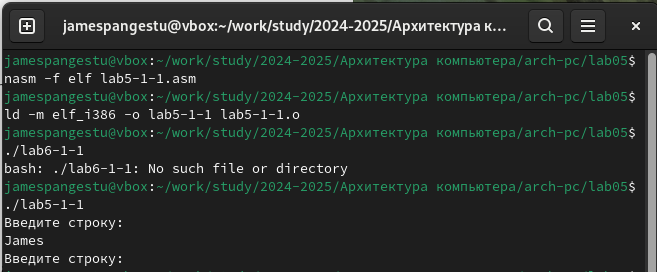 jamespangestu@vbox:~/work/study/2024-2025/Архитектура к...
jamespangestu@vbox:~/work/study/2024-2025/Архитектура компьютера/arch-pc/lab05$
nasm -f elf lab5-1-1.asm
jamespangestu@vbox:~/work/study/2024-2025/Архитектура компьютера/arch-pc/lab05$
ld -m elf_i386 -o lab5-1-1 lab5-1-1.o
jamespangestu@vbox:~/work/study/2024-2025/Архитектура компьютера/arch-pc/lab05$
./lab6-1-1
bash: ./lab6-1-1: No such file or directory
jamespangestu@vbox:~/work/study/2024-2025/Архитектура компьютера/arch-pc/lab05$
./lab5-1-1
Введите строку:
James
Введите строку: